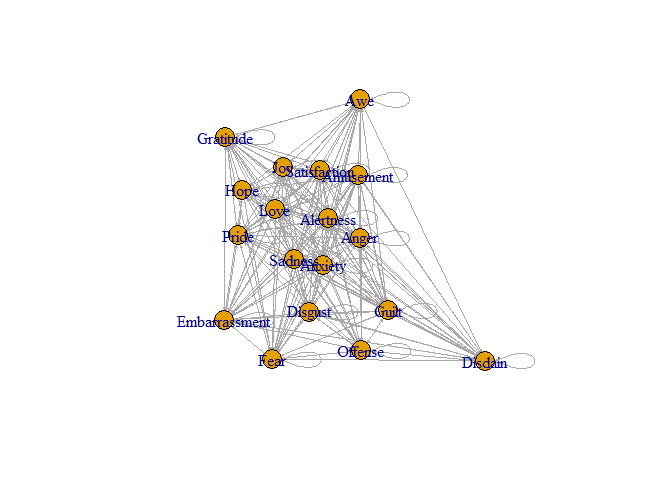 Awe
Gratitude
Joy
Satisfaction
Amusement
Hope
Love
Alertness
Pride
Anger
Sadness
Anxiety
Disgust
Guilt
Embarrassment
Offense
Fear
Disdain